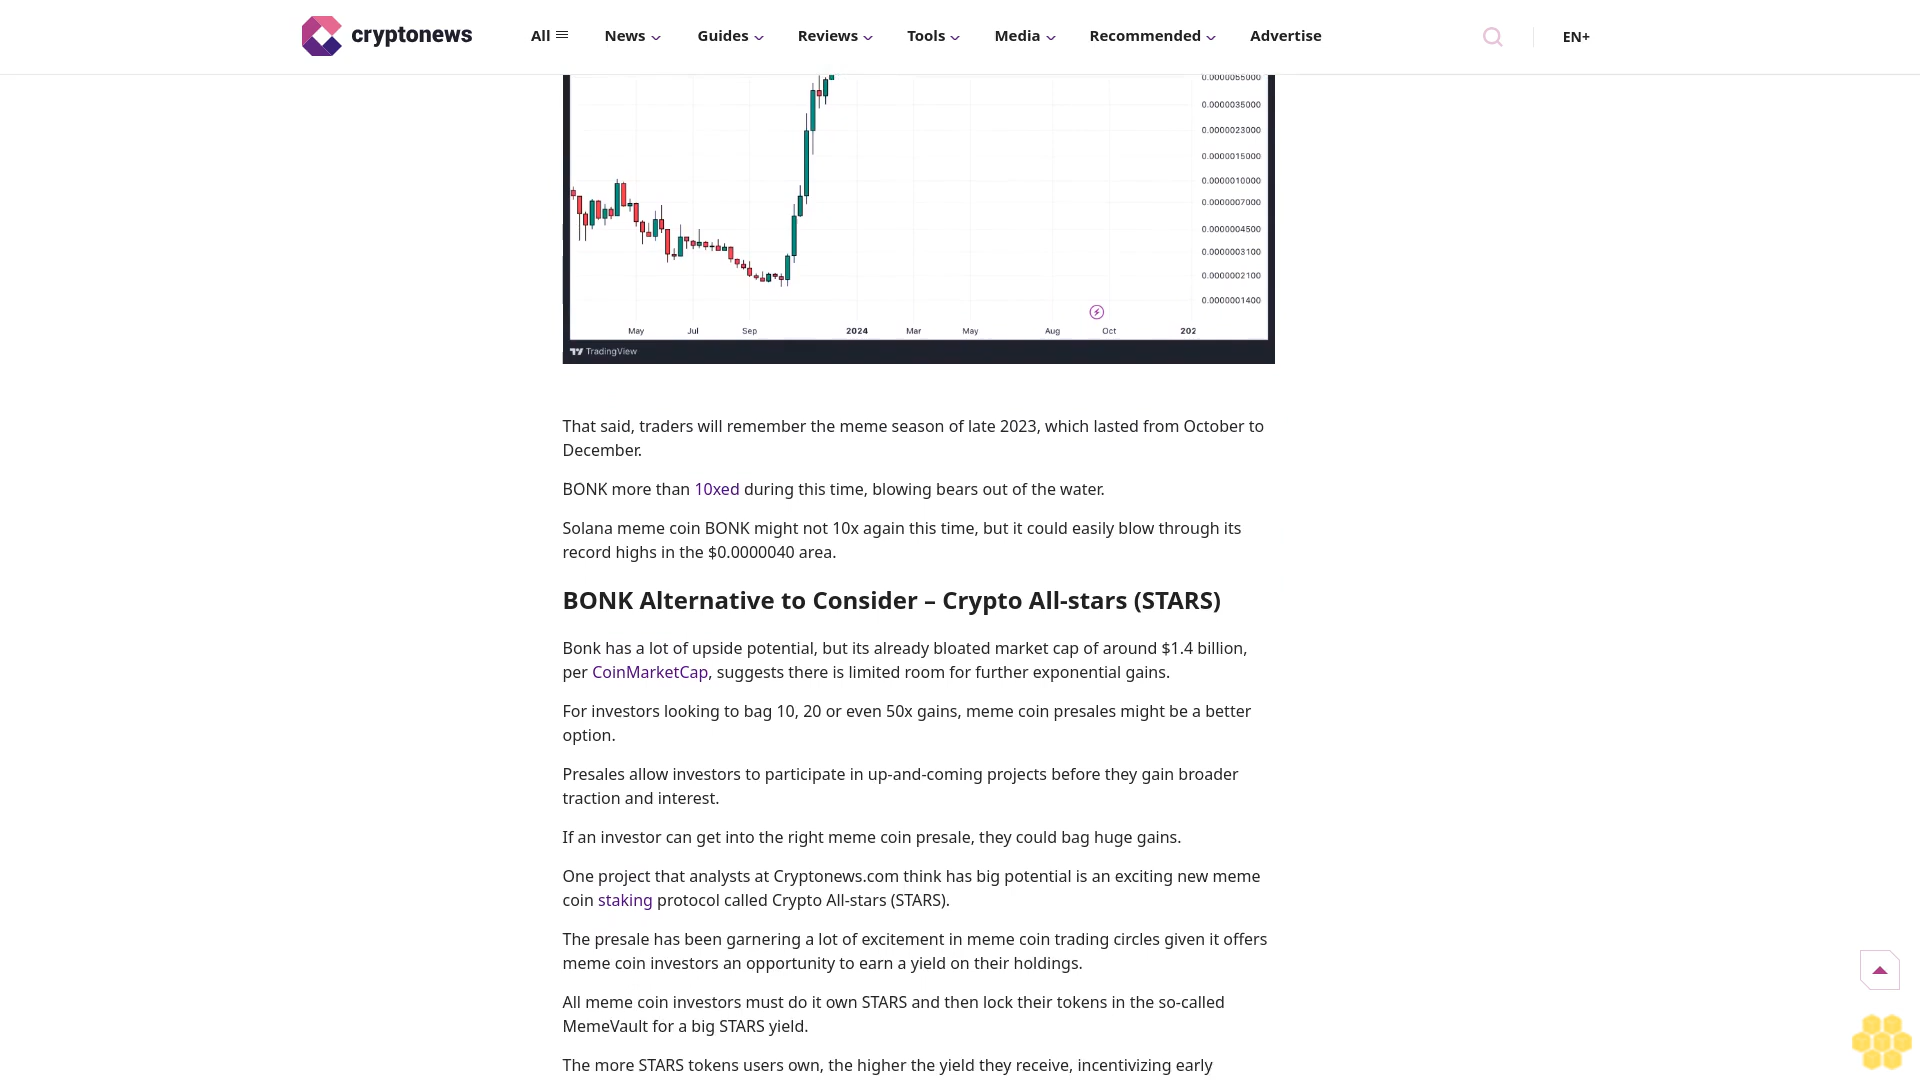 cryptonews
All
News
Guides
Reviews
Tools
Media
Recommended
Advertise
EN+
0.0000055000
0.0000035000
0.0000023000
0.0000015000
0.0000010000
0.0000007000
0.0000004500
0.0000003100
0.0000002100
0.0000001400
May Jul Sep 2024 Mar May Aug Oct 202
TradingView
That said, traders will remember the meme season of late 2023, which lasted from October to
December.
BONK more than 10xed during this time, blowing bears out of the water.
Solana meme coin BONK might not 10x again this time, but it could easily blow through its
record highs in the $0.0000040 area.
BONK Alternative to Consider – Crypto All-stars (STARS)
Bonk has a lot of upside potential, but its already bloated market cap of around $1.4 billion,
per CoinMarketCap, suggests there is limited room for further exponential gains.
For investors looking to bag 10, 20 or even 50x gains, meme coin presales might be a better
option.
Presales allow investors to participate in up-and-coming projects before they gain broader
traction and interest.
If an investor can get into the right meme coin presale, they could bag huge gains.
One project that analysts at Cryptonews.com think has big potential is an exciting new meme
coin staking protocol called Crypto All-stars (STARS).
The presale has been garnering a lot of excitement in meme coin trading circles given it offers
meme coin investors an opportunity to earn a yield on their holdings.
All meme coin investors must do it own STARS and then lock their tokens in the so-called
MemeVault for a big STARS yield.
The more STARS tokens users own, the higher the yield they receive, incentivizing early